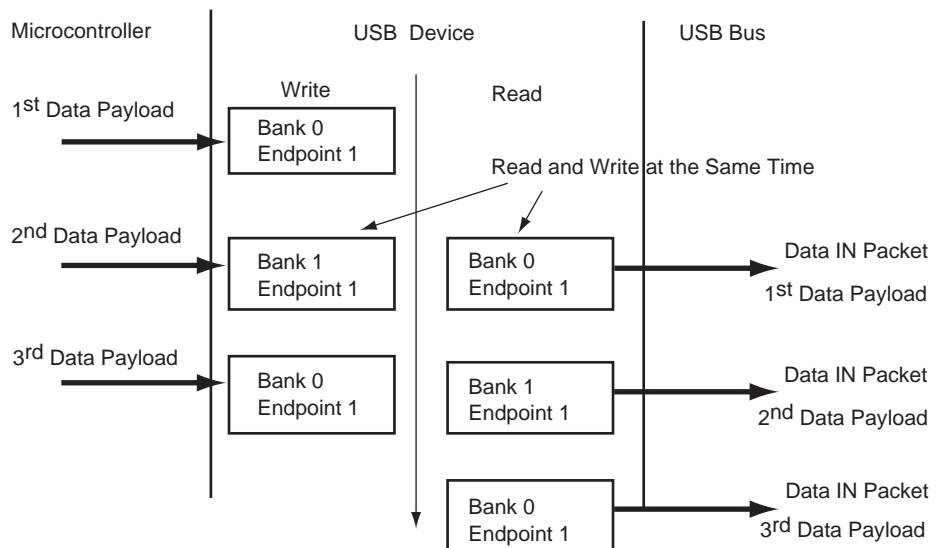 Microcontroller
USB Device
USB Bus
Write
Read
1st Data Payload
Bank 0
Endpoint 1
Read and Write at the Same Time
2nd Data Payload
Bank 1
Endpoint 1
Bank 0
Endpoint 1
Data IN Packet
1st Data Payload
3rd Data Payload
Bank 0
Endpoint 1
Bank 1
Endpoint 1
Data IN Packet
2nd Data Payload
Bank 0
Endpoint 1
Data IN Packet
3rd Data Payload